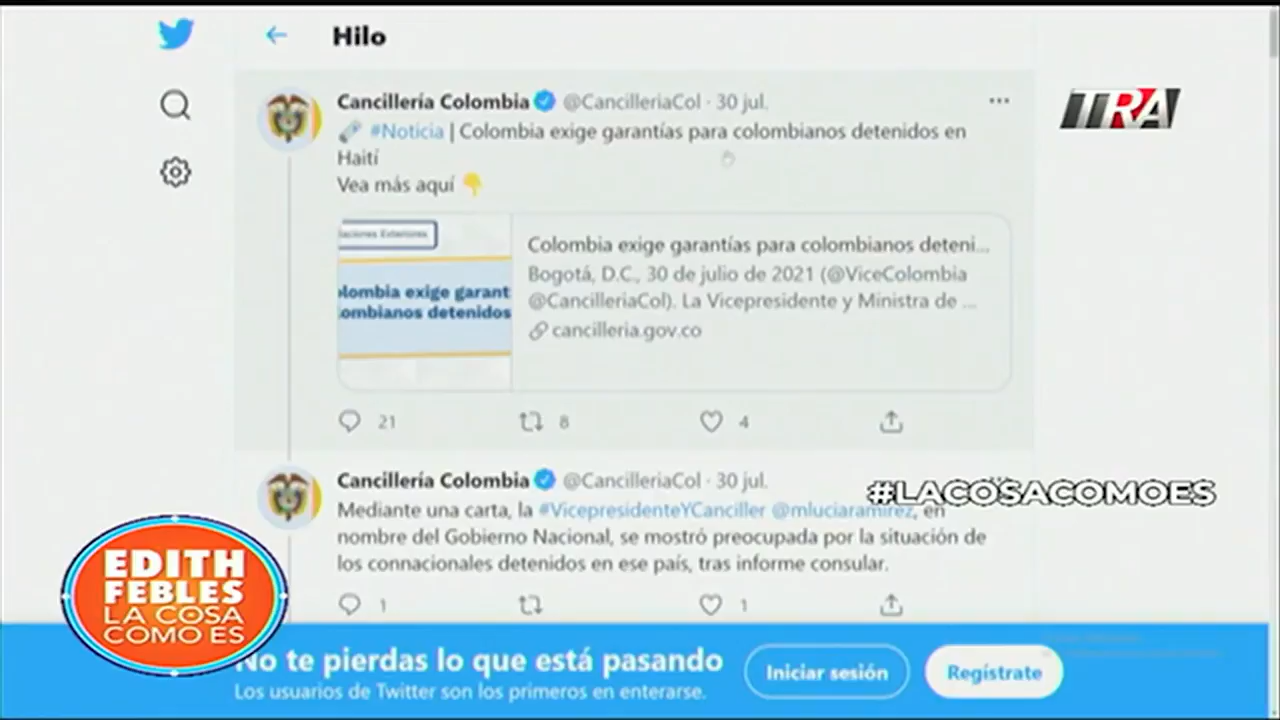 Hilo
Cancillería Colombia @CancilleriaCol · 30 jul.
#Noticia | Colombia exige garantías para colombianos detenidos en
Haití
Vea más aquí
TRA
laciones Exteriores
olombia exige garant
ombianos detenidos
Colombia exige garantías para colombianos deteni...
Bogotá, D.C., 30 de julio de 2021 (@ViceColombia
@CancilleriaCol). La Vicepresidente y Ministra de ...
cancilleria.gov.co
21 8 4
Cancillería Colombia @CancilleriaCol · 30 jul.
#LACOSACOMOES
Mediante una carta, la #VicepresidenteYCanciller @mluciaramirez, en
nombre del Gobierno Nacional, se mostró preocupada por la situación de
los connacionales detenidos en ese país, tras informe consular.
1 1
EDITH
FEBLES
LA COSA
COMO ES
No te pierdas lo que está pasando
Los usuarios de Twitter son los primeros en enterarse.
Iniciar sesión
Regístrate